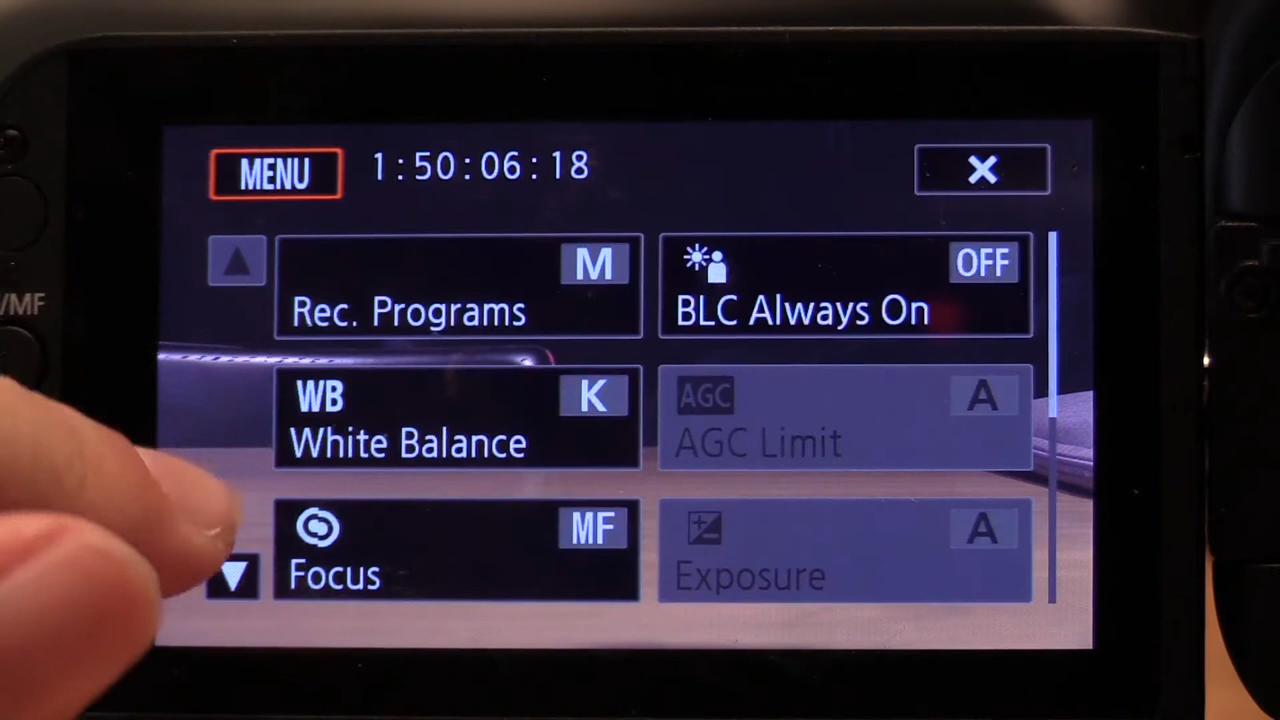 MENU 1:50:06:18 X
M OFF
Rec. Programs BLC Always On
/MF
WB K AGC A
White Balance AGC Limit
MF A
Focus Exposure